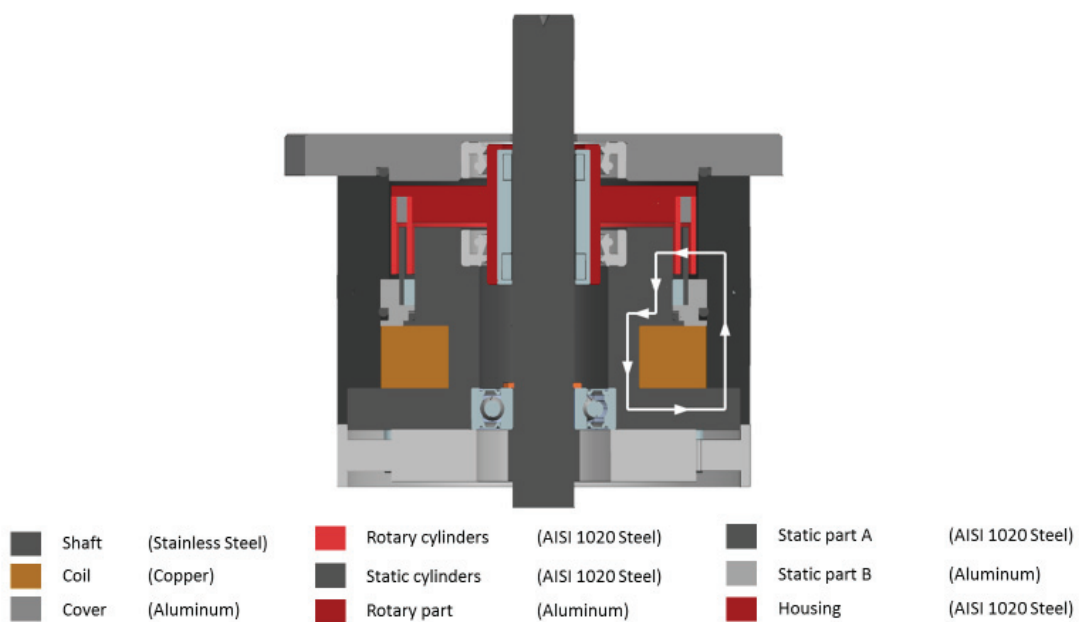 Shaft (Stainless Steel) Rotary cylinders (AISI 1020 Steel) Static part A (AISI 1020 Steel)
Coil (Copper) Static cylinders (AISI 1020 Steel) Static part B (Aluminum)
Cover (Aluminum) Rotary part (Aluminum) Housing (AISI 1020 Steel)